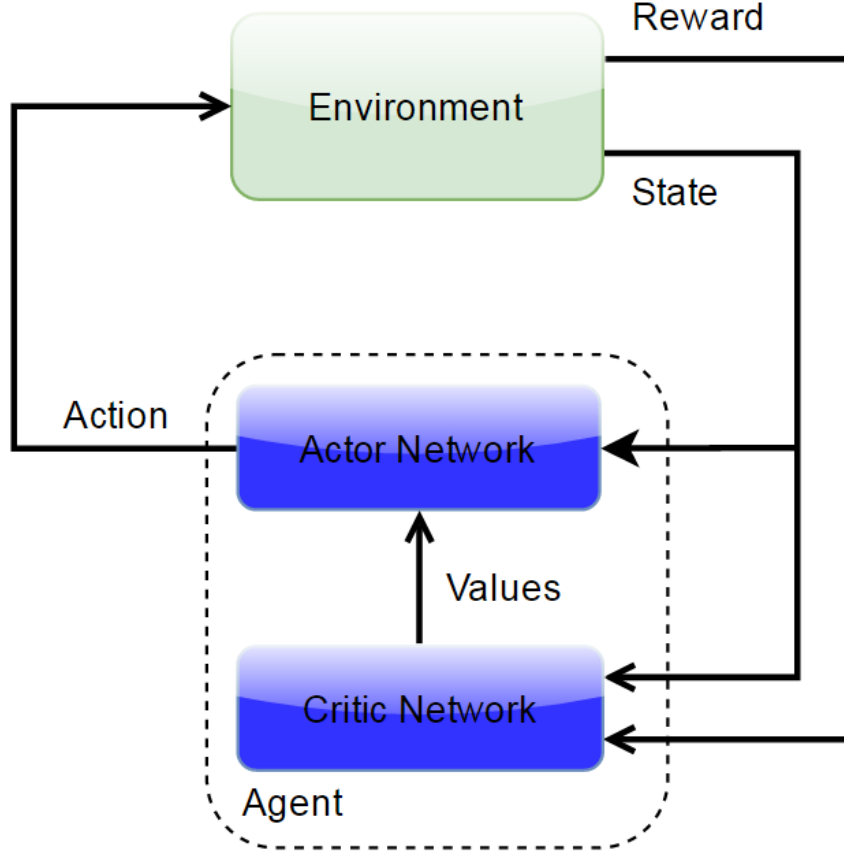 Reward
Environment
State
Action
Actor Network
Values
Critic Network
Agent